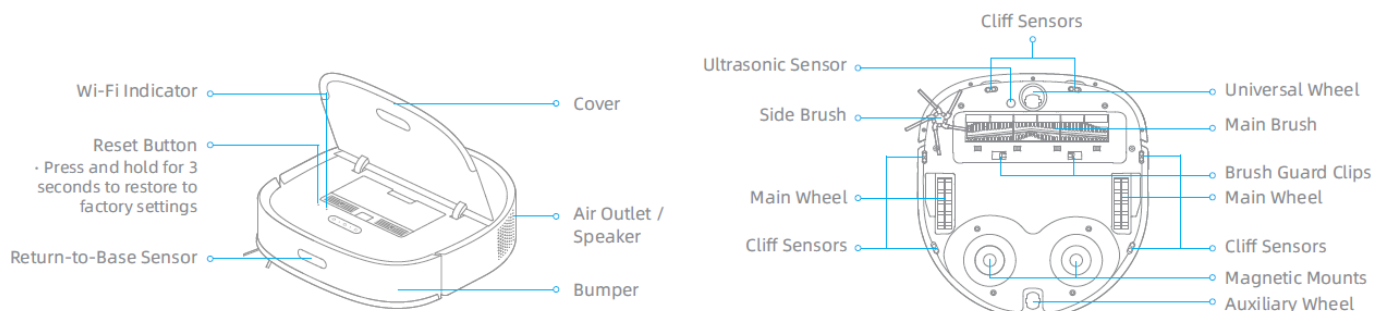 Wi-Fi Indicator
Reset Button
· Press and hold for 3
seconds to restore to
factory settings
Return-to-Base Sensor
Cover
Air Outlet /
Speaker
Bumper
Cliff Sensors
Ultrasonic Sensor
Side Brush
Main Wheel
Cliff Sensors
Universal Wheel
Main Brush
Brush Guard Clips
Main Wheel
Cliff Sensors
Magnetic Mounts
Auxiliary Wheel